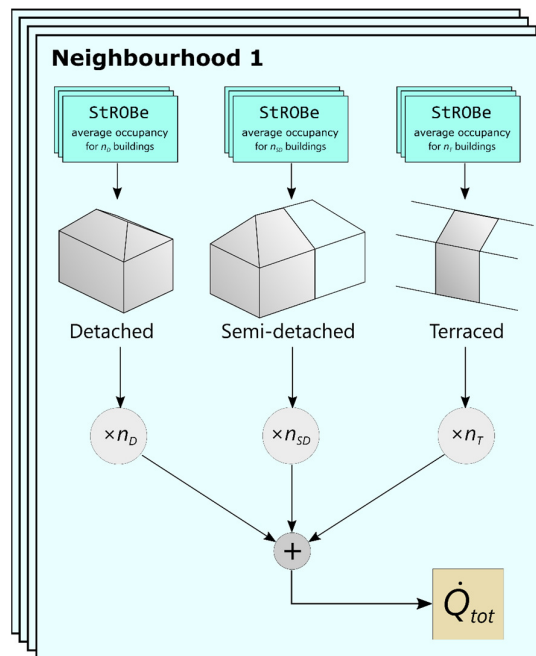 Neighbourhood 1
StROBe
average occupancy
for n_D buildings
StROBe
average occupancy
for n_SD buildings
StROBe
average occupancy
for n_T buildings
Detached
Semi-detached
Terraced
×n_D
×n_SD
×n_T
+
Q̇_tot